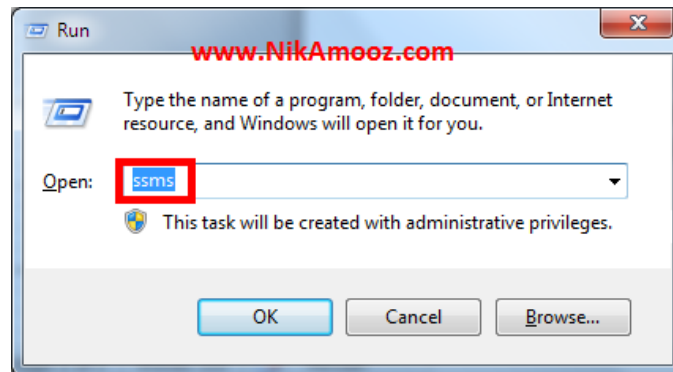 Run
www.NikAmooz.com
Type the name of a program, folder, document, or Internet
resource, and Windows will open it for you.
Open: ssms
This task will be created with administrative privileges.
OK Cancel Browse...